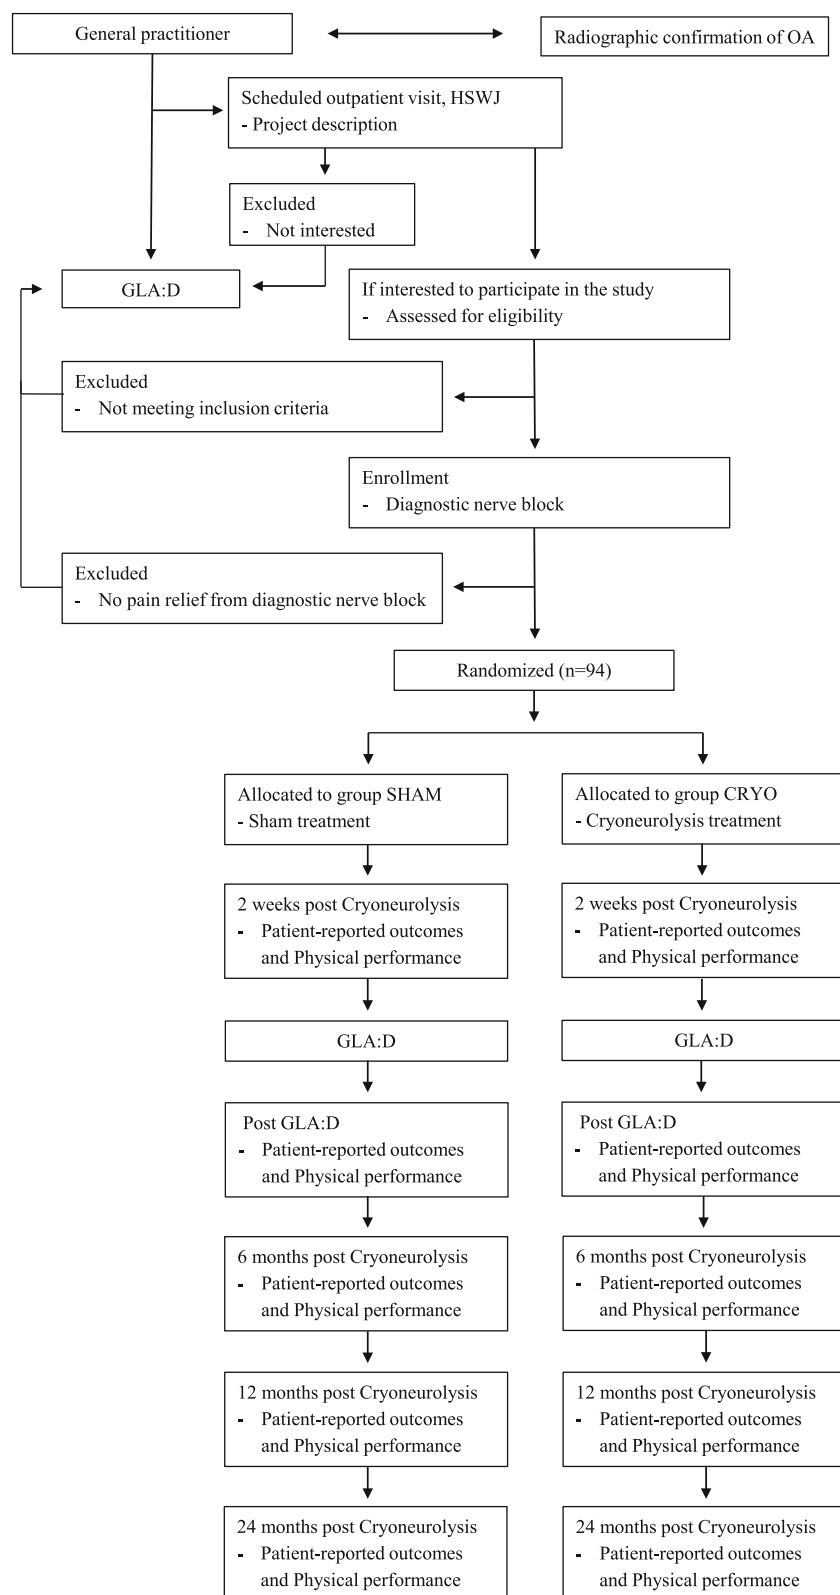 General practitioner
Radiographic confirmation of OA
Scheduled outpatient visit, HSWJ
- Project description
Excluded
- Not interested
GLA:D
If interested to participate in the study
- Assessed for eligibility
Excluded
- Not meeting inclusion criteria
Enrollment
- Diagnostic nerve block
Excluded
- No pain relief from diagnostic nerve block
Randomized (n=94)
Allocated to group SHAM
- Sham treatment
Allocated to group CRYO
- Cryoneurolysis treatment
2 weeks post Cryoneurolysis
- Patient-reported outcomes
and Physical performance
2 weeks post Cryoneurolysis
- Patient-reported outcomes
and Physical performance
GLA:D
GLA:D
Post GLA:D
- Patient-reported outcomes
and Physical performance
Post GLA:D
- Patient-reported outcomes
and Physical performance
6 months post Cryoneurolysis
- Patient-reported outcomes
and Physical performance
6 months post Cryoneurolysis
- Patient-reported outcomes
and Physical performance
12 months post Cryoneurolysis
- Patient-reported outcomes
and Physical performance
12 months post Cryoneurolysis
- Patient-reported outcomes
and Physical performance
24 months post Cryoneurolysis
- Patient-reported outcomes
and Physical performance
24 months post Cryoneurolysis
- Patient-reported outcomes
and Physical performance